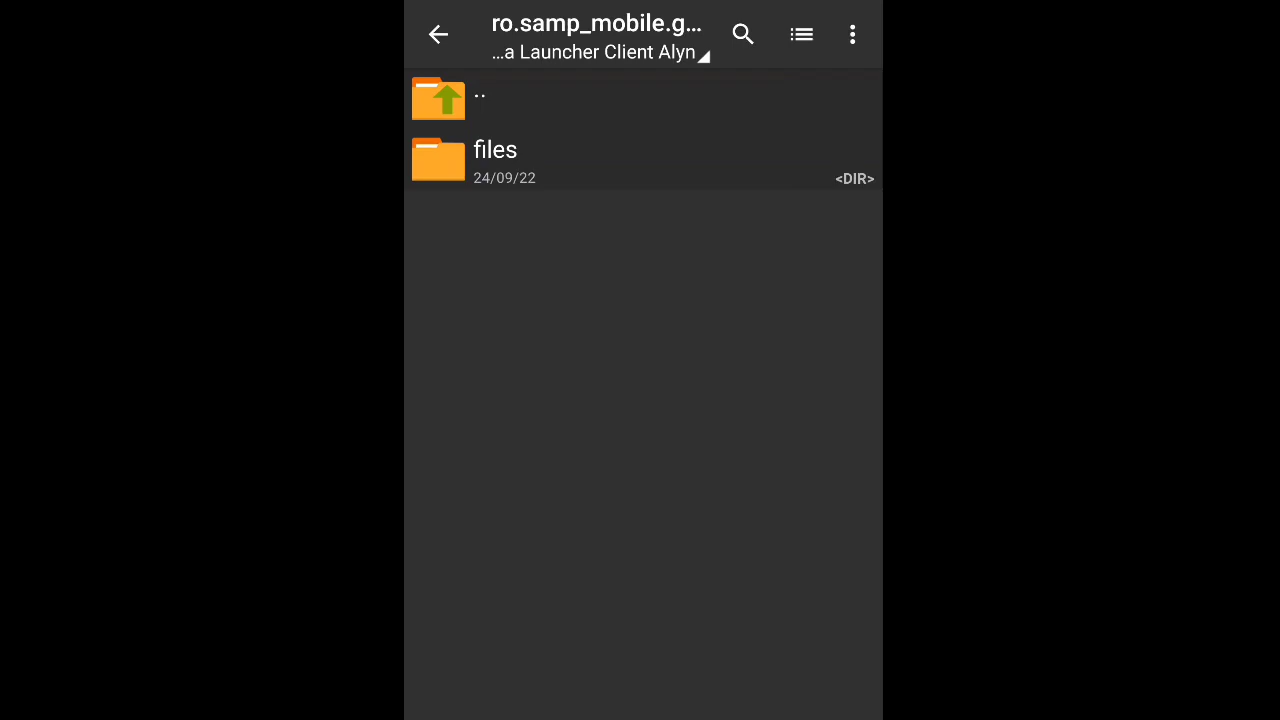 ro.samp_mobile.g...
...a Launcher Client Alyn
..
files
24/09/22
<DIR>